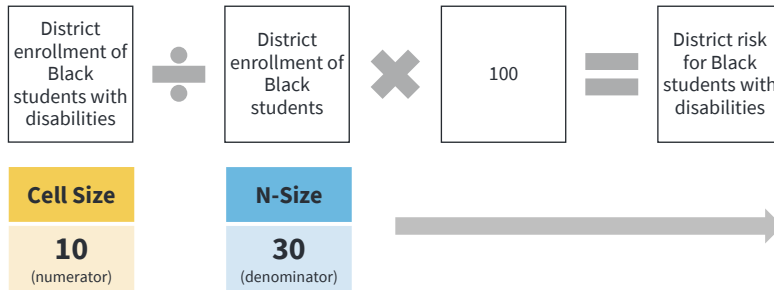 District
enrollment of
Black
students with
disabilities
District
enrollment of
Black
students
100
District risk
for Black
students with
disabilities
Cell Size
10
(numerator)
N-Size
30
(denominator)